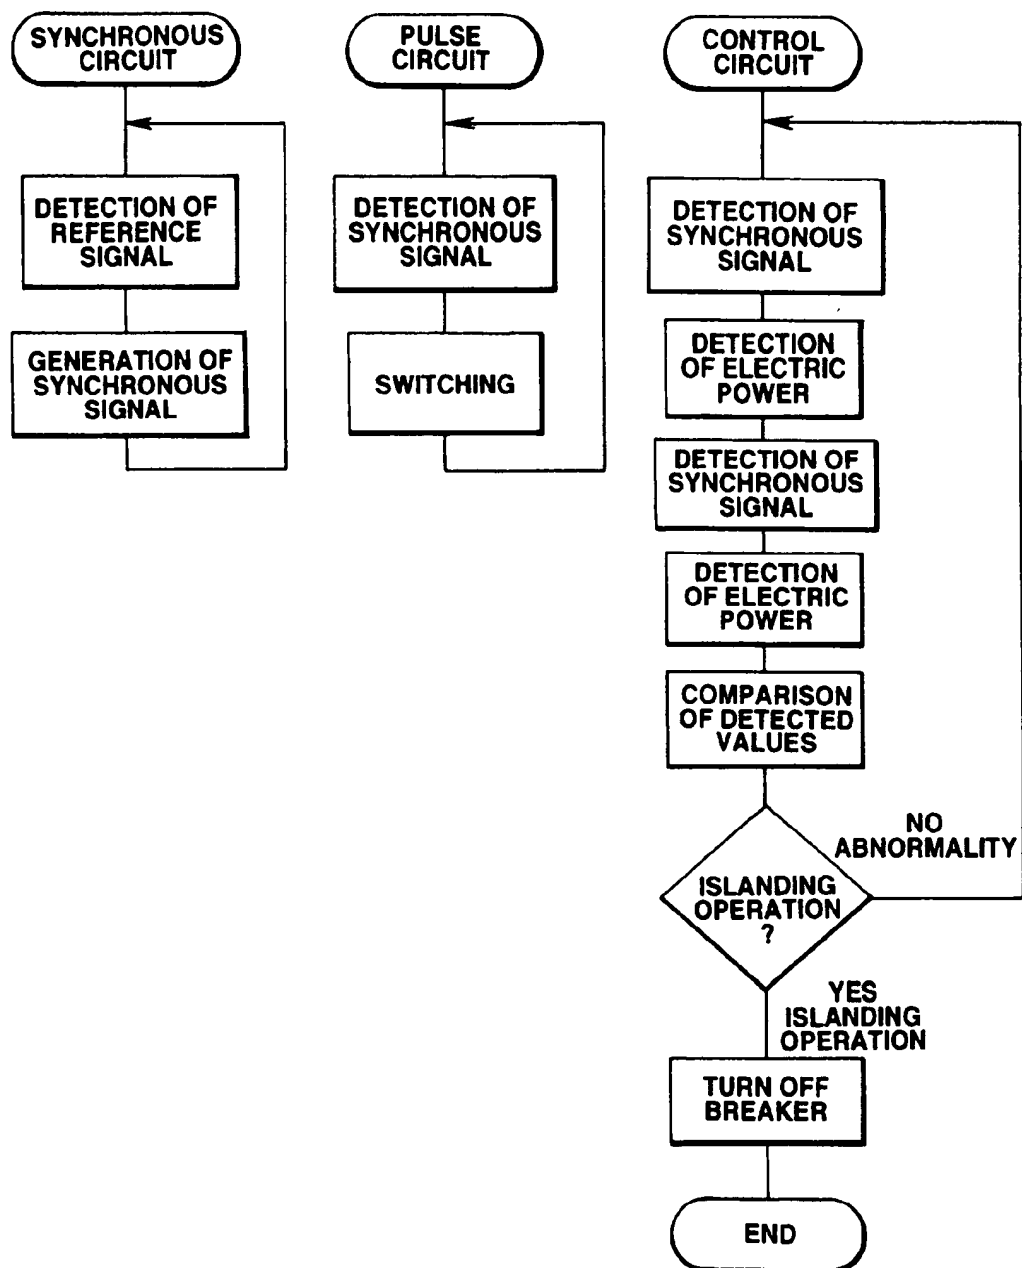 SYNCHRONOUS
CIRCUIT
DETECTION OF
REFERENCE
SIGNAL
GENERATION OF
SYNCHRONOUS
SIGNAL
PULSE
CIRCUIT
DETECTION OF
SYNCHRONOUS
SIGNAL
SWITCHING
CONTROL
CIRCUIT
DETECTION OF
SYNCHRONOUS
SIGNAL
DETECTION
OF ELECTRIC
POWER
DETECTION OF
SYNCHRONOUS
SIGNAL
DETECTION
OF ELECTRIC
POWER
COMPARISON
OF DETECTED
VALUES
ISLANDING
OPERATION
?
NO
ABNORMALITY
YES
ISLANDING
OPERATION
TURN OFF
BREAKER
END